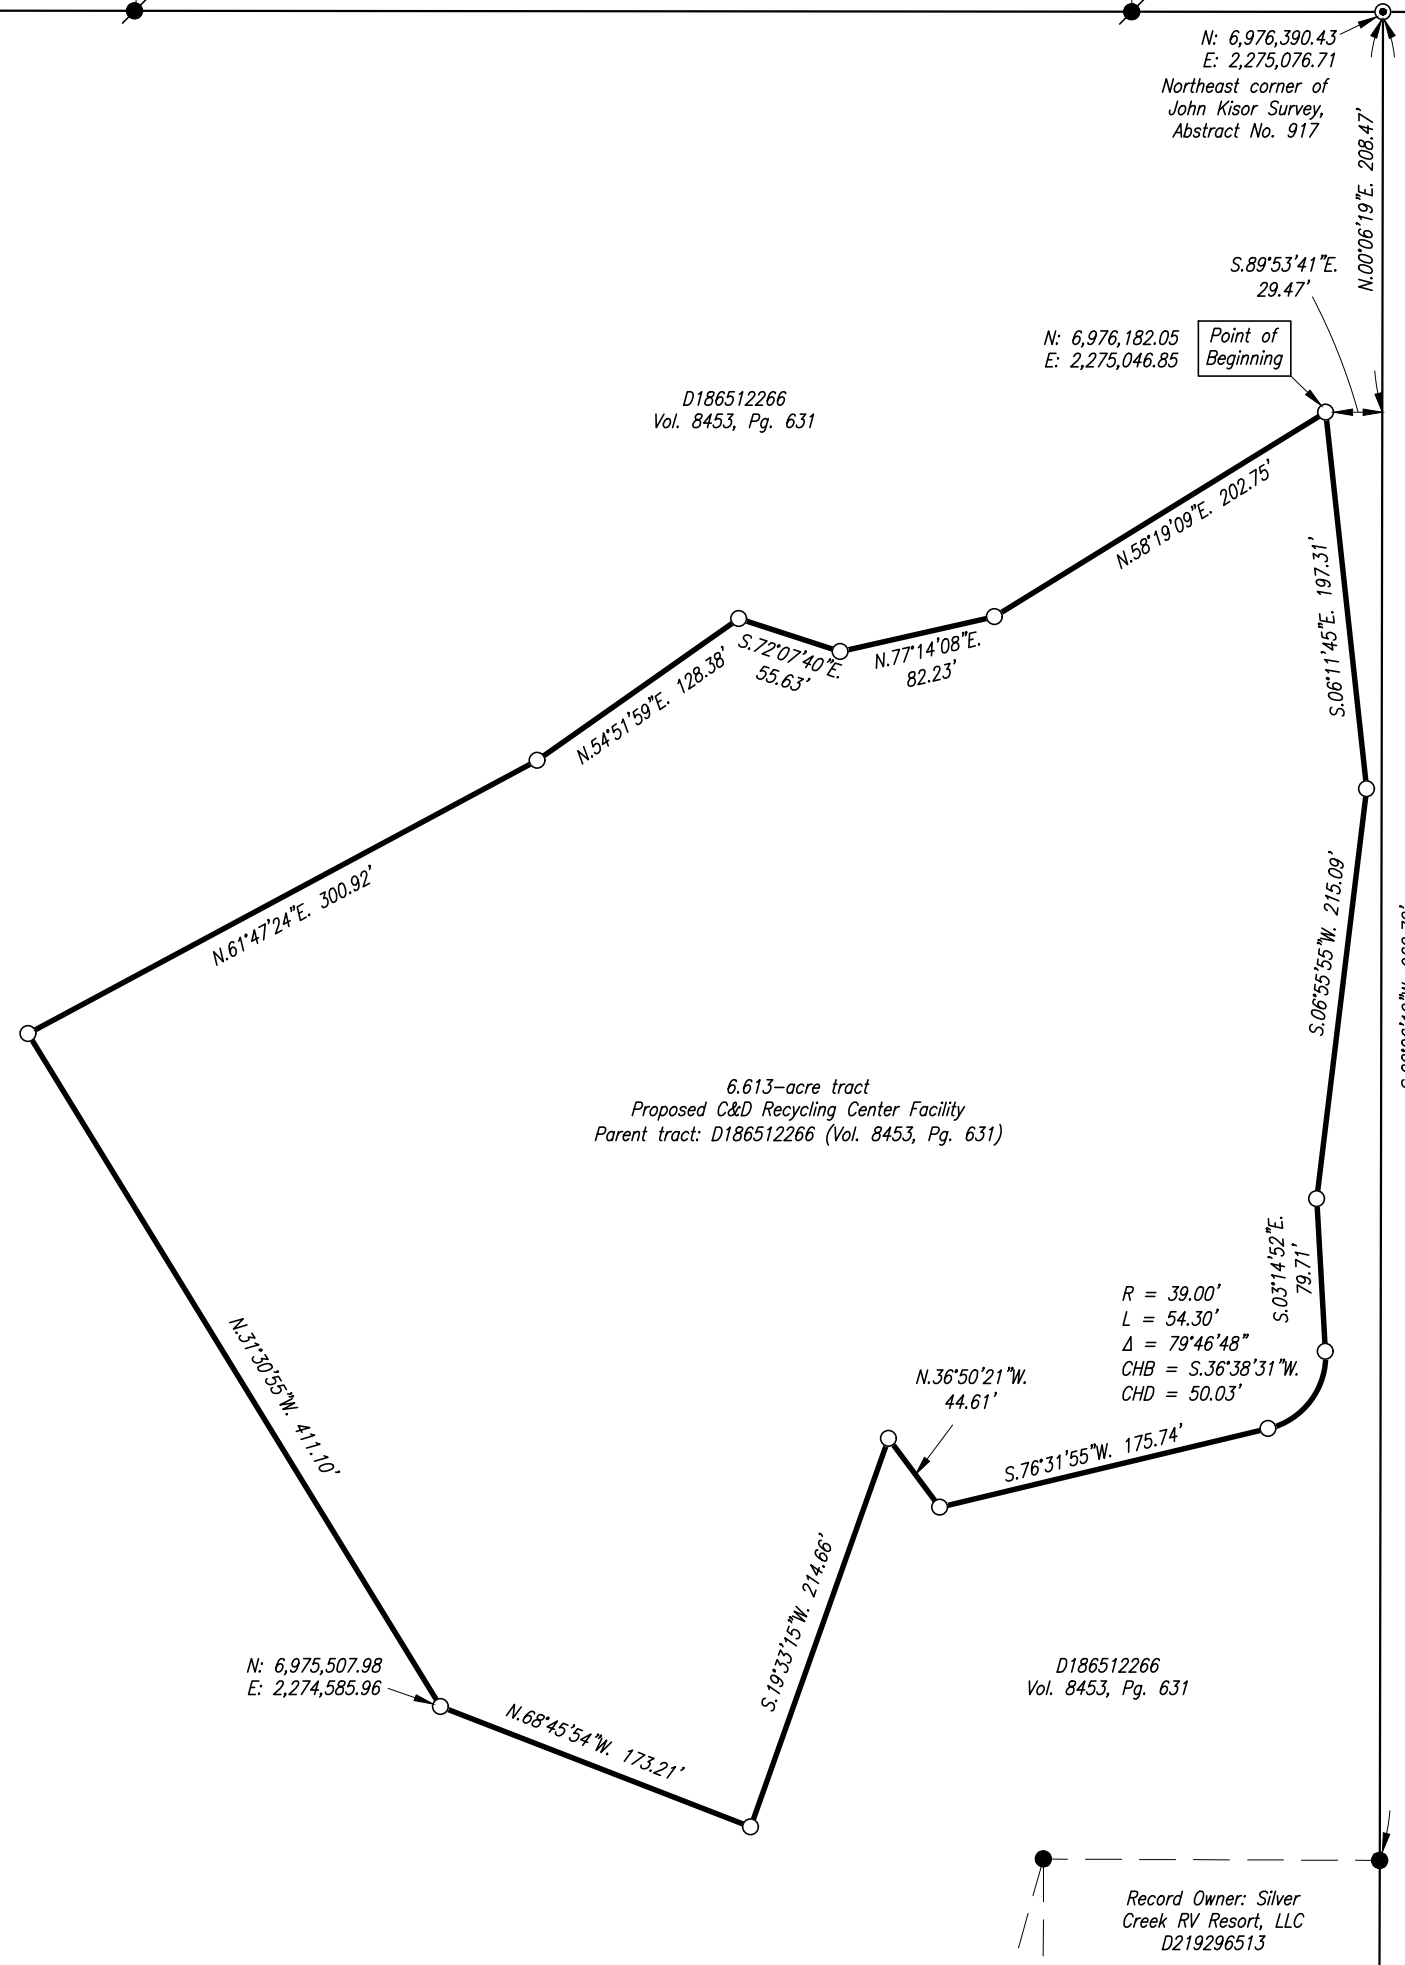 N: 6,976,390.43
E: 2,275,076.71
Northeast corner of
John Kisor Survey,
Abstract No. 917
N.00°06'19"E. 208.47'
S.89°53'41"E.
29.47'
N: 6,976,182.05
E: 2,275,046.85
Point of
Beginning
D186512266
Vol. 8453, Pg. 631
N.58°19'09"E. 202.75'
S.06°11'45"E. 197.31'
S.72°07'40"E.
55.63'
N.77°14'08"E.
82.23'
N.54°51'59"E. 128.38'
N.61°47'24"E. 300.92'
S.06°55'55"W. 215.09'
6.613-acre tract
Proposed C&D Recycling Center Facility
Parent tract: D186512266 (Vol. 8453, Pg. 631)
S.03°14'52"E.
79.71'
R = 39.00'
L = 54.30'
Δ = 79°46'48"
CHB = S.36°38'31"W.
CHD = 50.03'
N.31°30'55"W. 411.10'
N.36°50'21"W.
44.61'
S.76°31'55"W. 175.74'
S.19°33'15"W. 214.66'
N: 6,975,507.98
E: 2,274,585.96
N.68°45'54"W. 173.21'
D186512266
Vol. 8453, Pg. 631
Record Owner: Silver
Creek RV Resort, LLC
D219296513